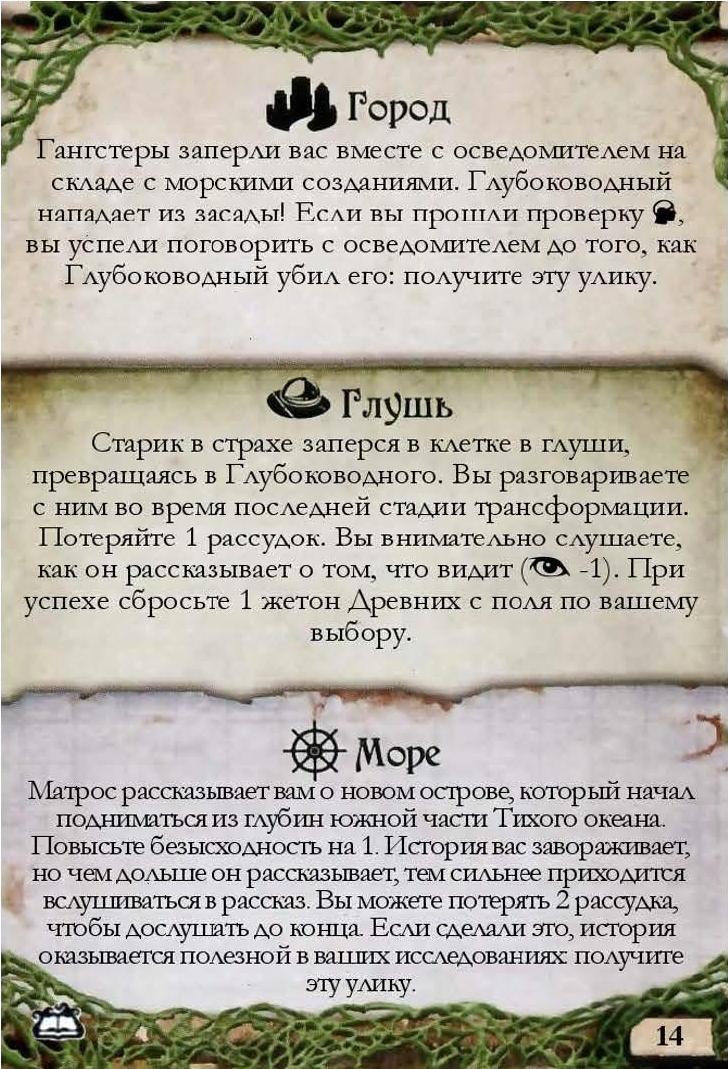 Город
Гангстеры заперли вас вместе с осведомителем на
складе с морскими созданиями. Глубоководный
нападает из засады! Если вы прошли проверку ,
вы успели поговорить с осведомителем до того, как
Глубоководный убил его: получите эту улику.
Глушь
Старик в страхе заперся в клетке в глуши,
превращаясь в Глубоководного. Вы разговариваете
с ним во время последней стадии трансформации.
Потеряйте 1 рассудок. Вы внимательно слушаете,
как он рассказывает о том, что видит ( -1). При
успехе сбросьте 1 жетон Древних с поля по вашему
выбору.
Море
Матрос рассказывает вам о новом острове, который начал
подниматься из глубин южной части Тихого океана.
Повысьте безысходность на 1. История вас завораживает,
но чем дольше он рассказывает, тем сильнее приходится
вслушиваться в рассказ. Вы можете потерять 2 рассудка,
чтобы дослушать до конца. Если сделали это, история
оказывается полезной в ваших исследованиях: получите
эту улику.
14